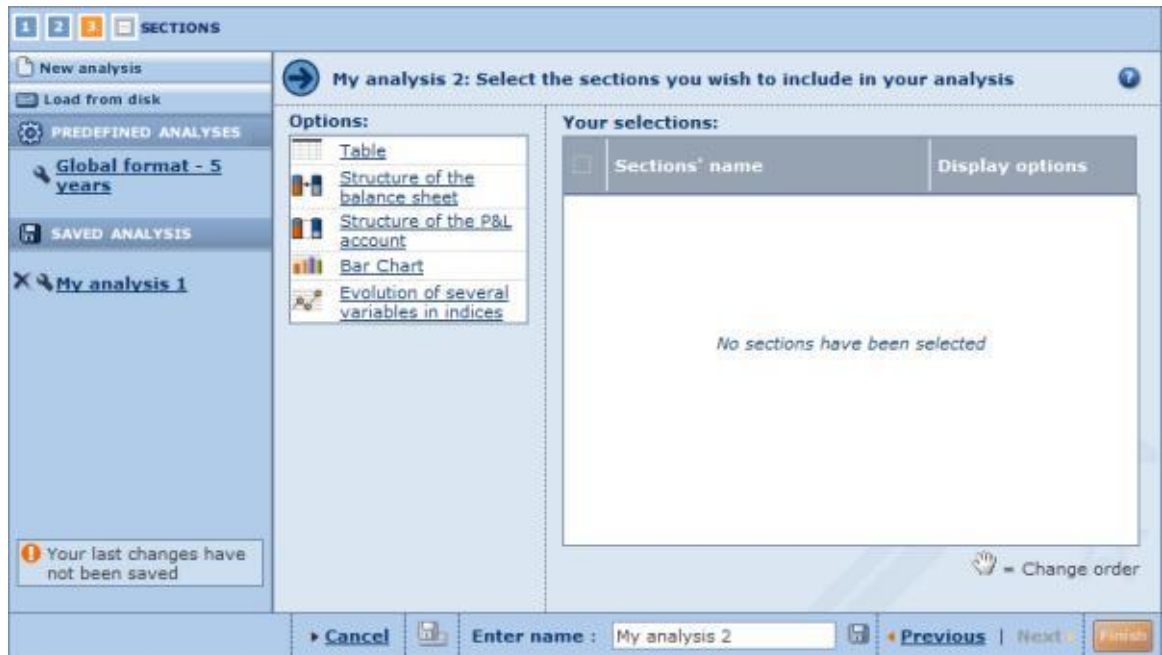 1 2 3 SECTIONS
New analysis
Load from disk
PREDEFINED ANALYSES
Global format - 5
years
SAVED ANALYSIS
My analysis 1
Your last changes have
not been saved
My analysis 2: Select the sections you wish to include in your analysis ?
Options:
Table
Structure of the
balance sheet
Structure of the P&L
account
Bar Chart
Evolution of several
variables in indices
Your selections:
Sections' name Display options
No sections have been selected
= Change order
Cancel Enter name : My analysis 2 Previous | Next Finish